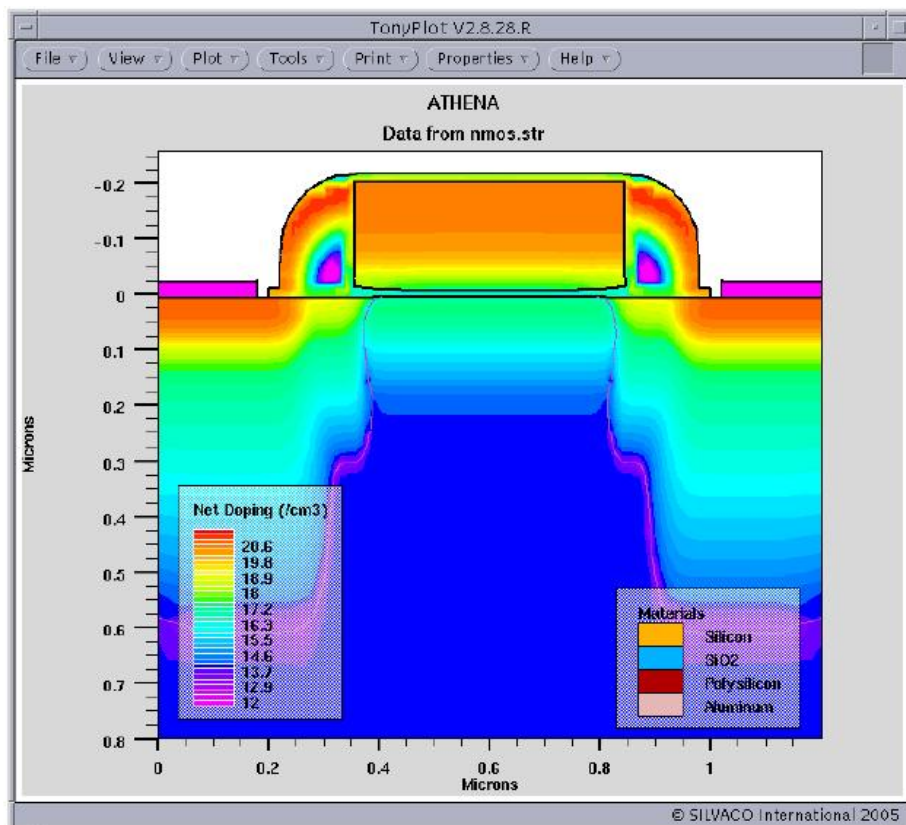 TonyPlot V2.8.28.R
File View Plot Tools Print Properties Help
ATHENA
Data from nmos.str
-0.2
-0.1
0
0.1
0.2
0.3
0.4
0.5
0.6
0.7
0.8
Microns
Net Doping (/cm3)
20.6
19.8
18.9
18
17.2
16.3
15.5
14.6
13.7
12.9
12
Materials
Silicon
SiO2
Polysilicon
Aluminum
0 0.2 0.4 0.6 0.8 1
Microns
© SILVACO International 2005